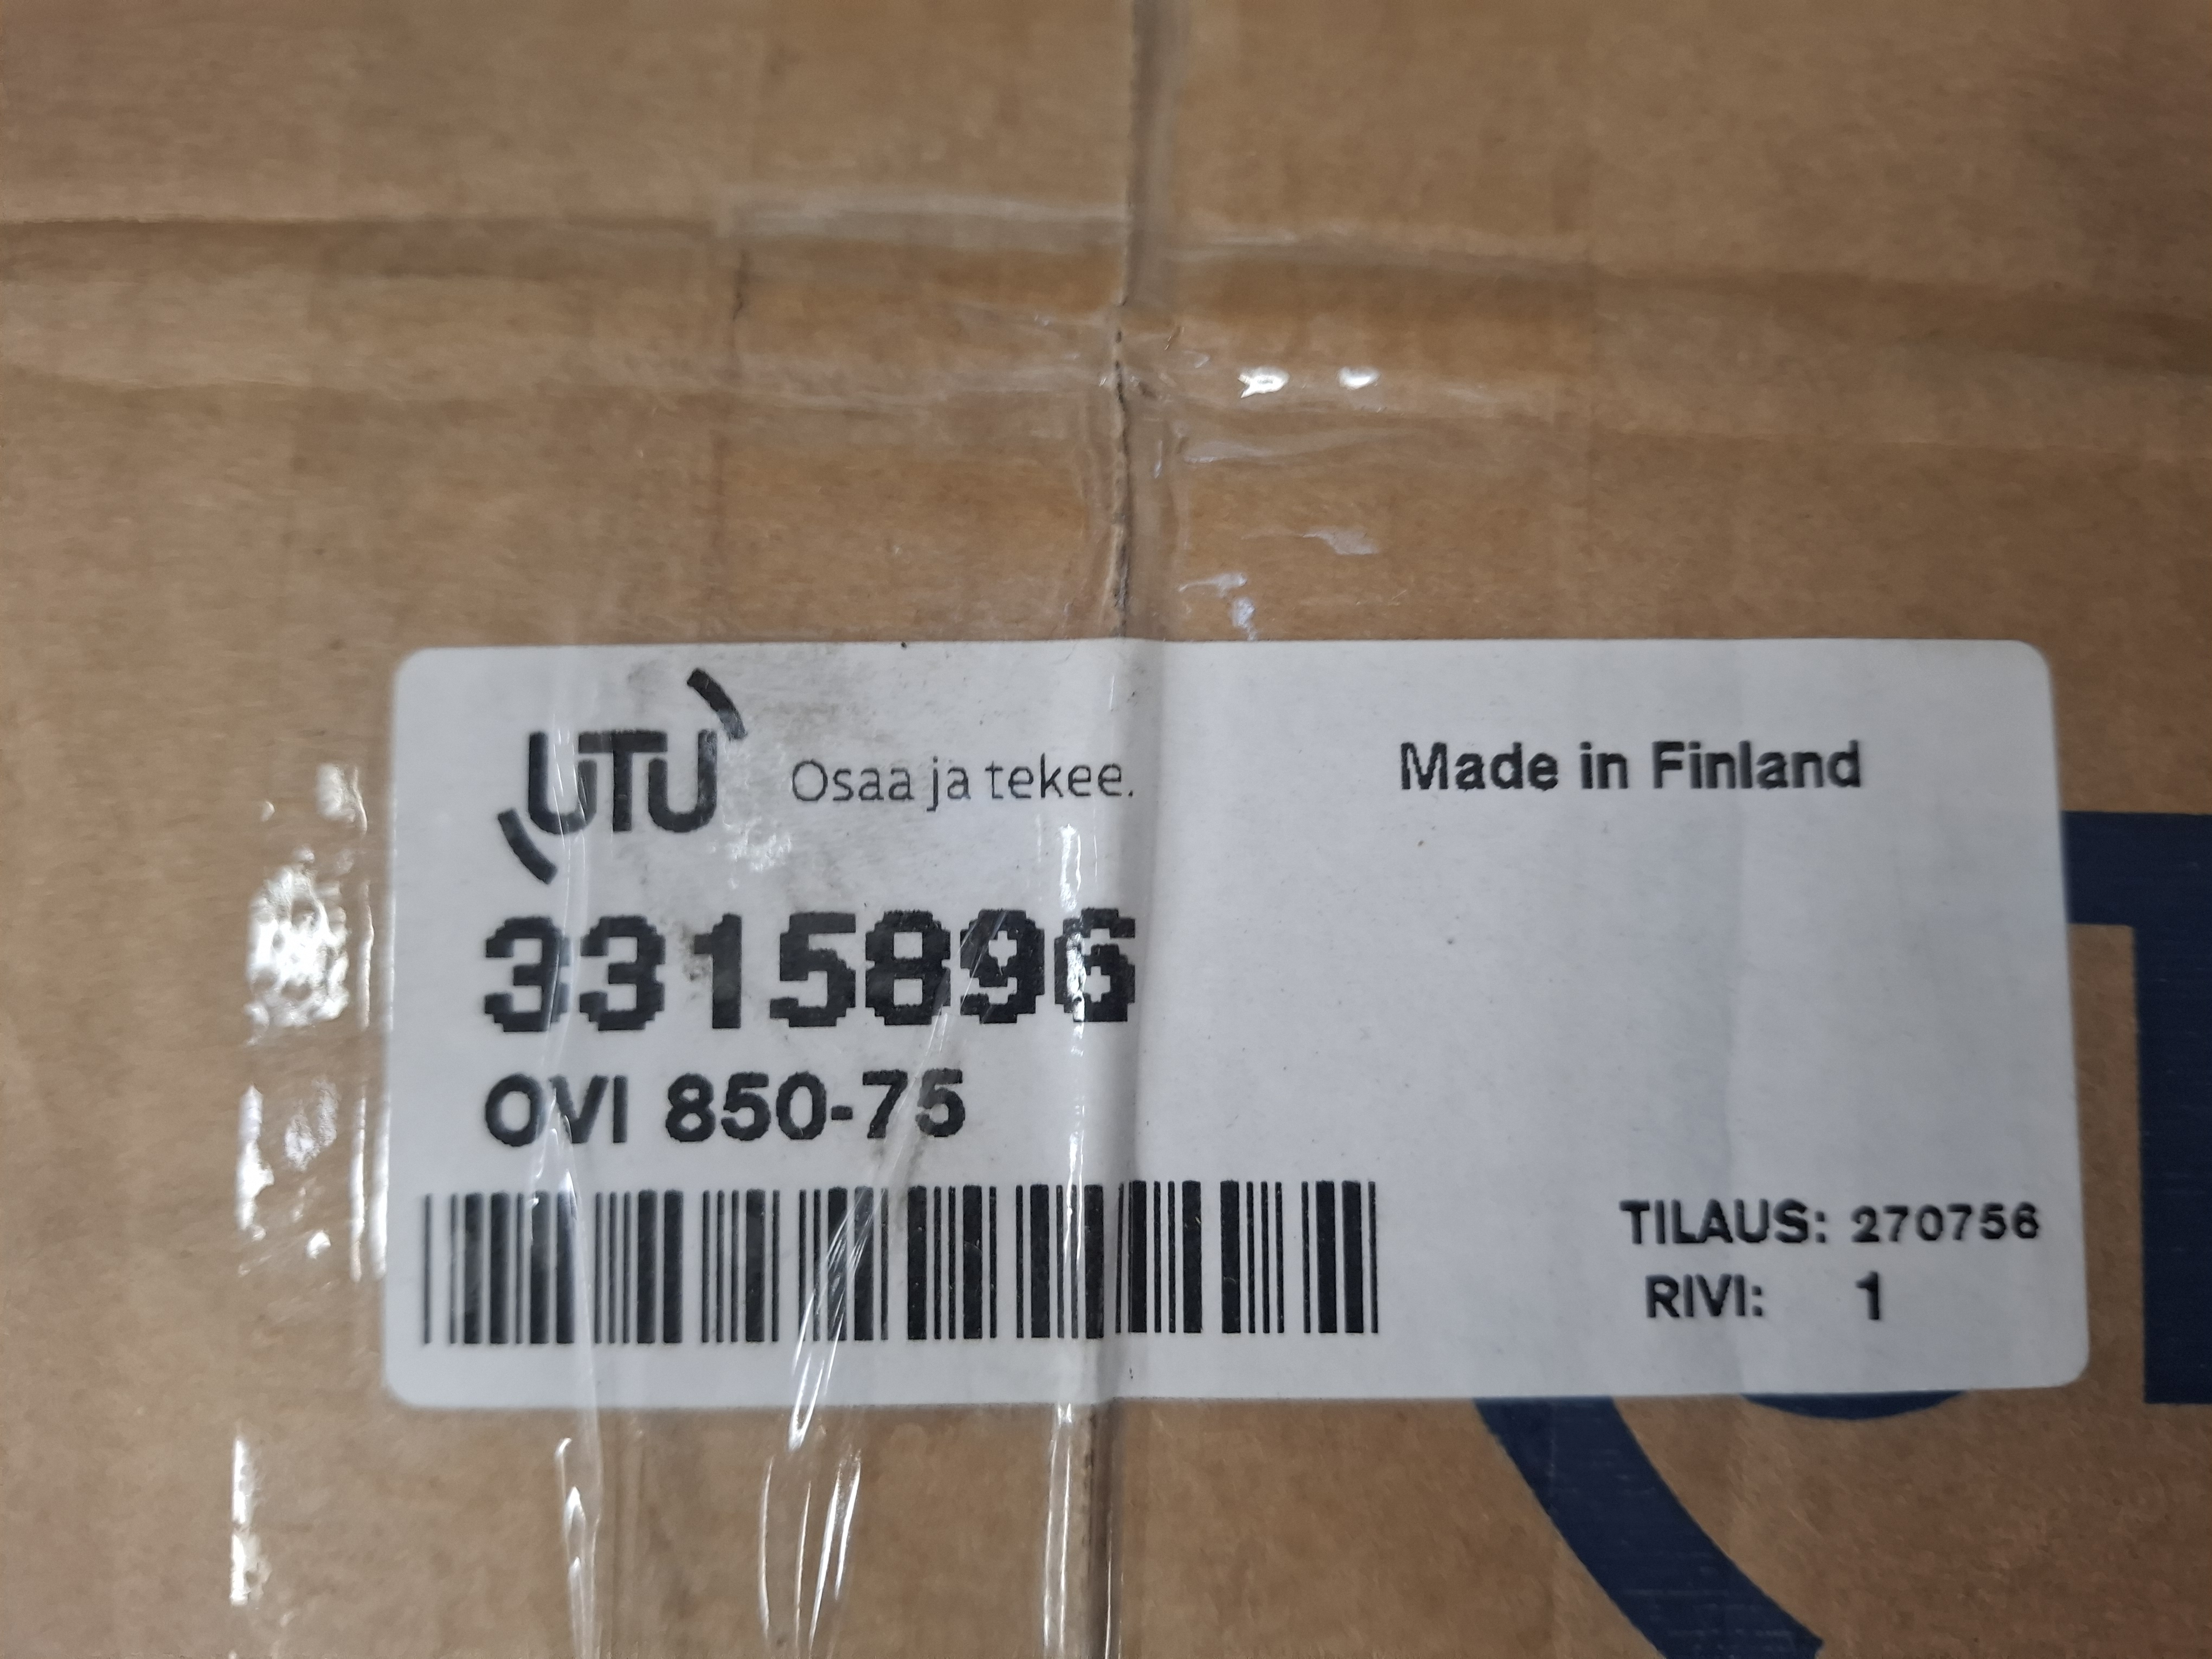 UTU Osaa ja tekee.
Made in Finland
3315896
OVI 850-75
TILAUS: 270756
RIVI: 1